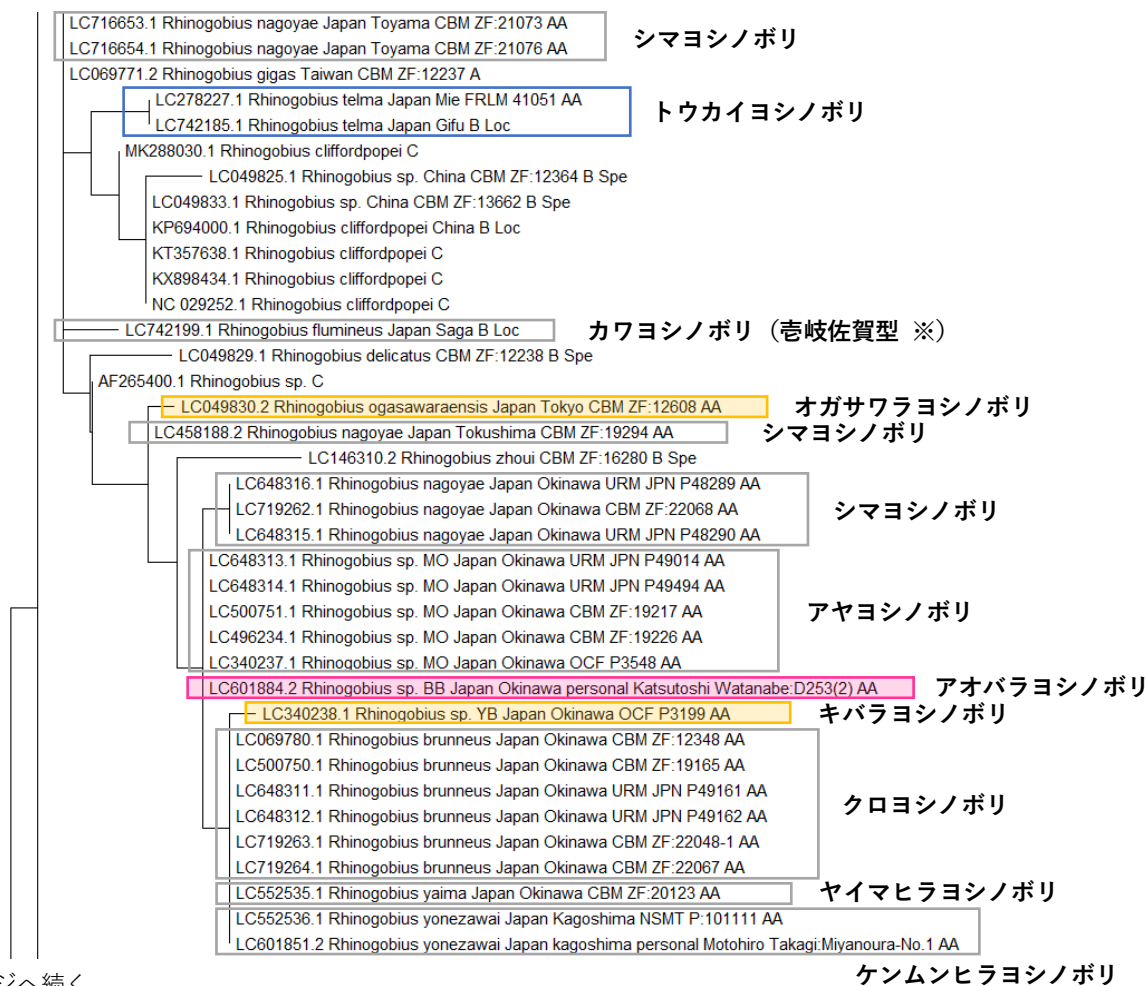 LC716653.1 Rhinogobius nagoyae Japan Toyama CBM ZF:21073 AA
LC716654.1 Rhinogobius nagoyae Japan Toyama CBM ZF:21076 AA
シマヨシノボリ
LC069771.2 Rhinogobius gigas Taiwan CBM ZF:12237 A
LC278227.1 Rhinogobius telma Japan Mie FRLM 41051 AA
LC742185.1 Rhinogobius telma Japan Gifu B Loc
トウカイヨシノボリ
MK288030.1 Rhinogobius cliffordpopei C
LC049825.1 Rhinogobius sp. China CBM ZF:12364 B Spe
LC049833.1 Rhinogobius sp. China CBM ZF:13662 B Spe
KP694000.1 Rhinogobius cliffordpopei China B Loc
KT357638.1 Rhinogobius cliffordpopei C
KX898434.1 Rhinogobius cliffordpopei C
NC 029252.1 Rhinogobius cliffordpopei C
LC742199.1 Rhinogobius flumineus Japan Saga B Loc
カワヨシノボリ（壱岐佐賀型 ※）
LC049829.1 Rhinogobius delicatus CBM ZF:12238 B Spe
AF265400.1 Rhinogobius sp. C
LC049830.2 Rhinogobius ogasawaraensis Japan Tokyo CBM ZF:12608 AA
オガサワラヨシノボリ
LC458188.2 Rhinogobius nagoyae Japan Tokushima CBM ZF:19294 AA
シマヨシノボリ
LC146310.2 Rhinogobius zhoui CBM ZF:16280 B Spe
LC648316.1 Rhinogobius nagoyae Japan Okinawa URM JPN P48289 AA
LC719262.1 Rhinogobius nagoyae Japan Okinawa CBM ZF:22068 AA
LC648315.1 Rhinogobius nagoyae Japan Okinawa URM JPN P48290 AA
シマヨシノボリ
LC648313.1 Rhinogobius sp. MO Japan Okinawa URM JPN P49014 AA
LC648314.1 Rhinogobius sp. MO Japan Okinawa URM JPN P49494 AA
LC500751.1 Rhinogobius sp. MO Japan Okinawa CBM ZF:19217 AA
LC496234.1 Rhinogobius sp. MO Japan Okinawa CBM ZF:19226 AA
LC340237.1 Rhinogobius sp. MO Japan Okinawa OCF P3548 AA
アヤヨシノボリ
LC601884.2 Rhinogobius sp. BB Japan Okinawa personal Katsutoshi Watanabe:D253(2) AA
アオバラヨシノボリ
LC340238.1 Rhinogobius sp. YB Japan Okinawa OCF P3199 AA
キバラヨシノボリ
LC069780.1 Rhinogobius brunneus Japan Okinawa CBM ZF:12348 AA
LC500750.1 Rhinogobius brunneus Japan Okinawa CBM ZF:19165 AA
LC648311.1 Rhinogobius brunneus Japan Okinawa URM JPN P49161 AA
LC648312.1 Rhinogobius brunneus Japan Okinawa URM JPN P49162 AA
LC719263.1 Rhinogobius brunneus Japan Okinawa CBM ZF:22048-1 AA
LC719264.1 Rhinogobius brunneus Japan Okinawa CBM ZF:22067 AA
クロヨシノボリ
LC552535.1 Rhinogobius yaima Japan Okinawa CBM ZF:20123 AA
ヤイマヒラヨシノボリ
LC552536.1 Rhinogobius yonezawai Japan Kagoshima NSMT P:101111 AA
LC601851.2 Rhinogobius yonezawai Japan kagoshima personal Motohiro Takagi:Miyanoura-No.1 AA
ケンムンヒラヨシノボリ